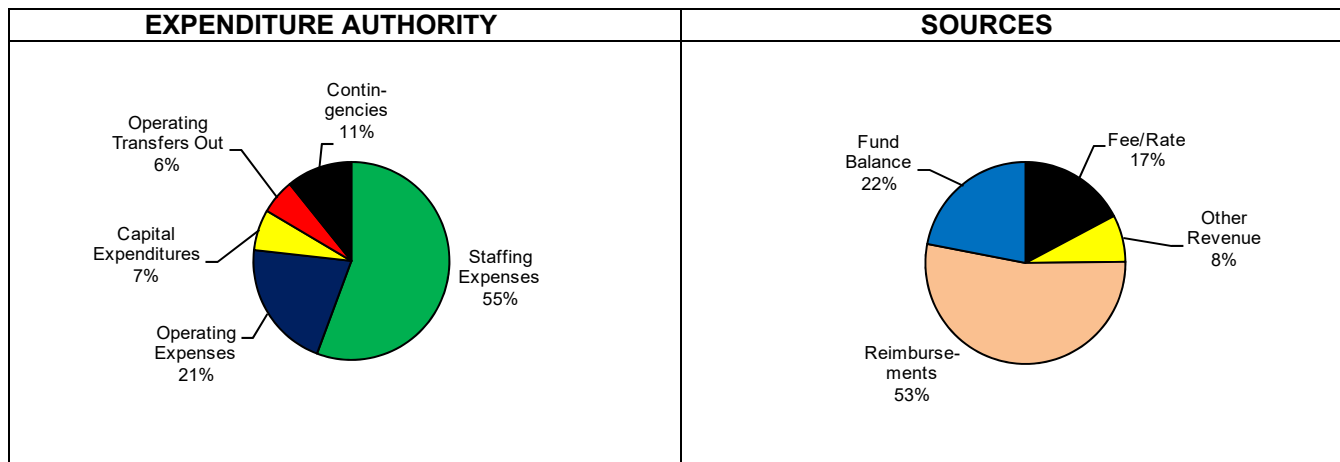 EXPENDITURE AUTHORITY
Contin-
gencies
11%
Operating
Transfers Out
6%
Capital
Expenditures
7%
Staffing
Expenses
55%
Operating
Expenses
21%
SOURCES
Fund
Balance
22%
Fee/Rate
17%
Other
Revenue
8%
Reimburse-
ments
53%